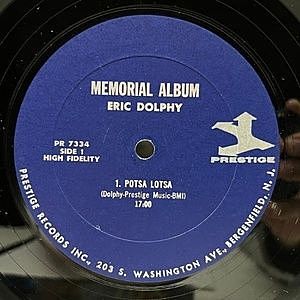 MEMORIAL ALBUM
ERIC DOLPHY
PR 7334
SIDE 1
HIGH FIDELITY
PRESTIGE
1. POTSA LOTSA
(Dolphy-Prestige Music-BMI)
17:00
PRESTIGE RECORDS INC., 203 S. WASHINGTON AVE., BERGENFIELD, N. J.